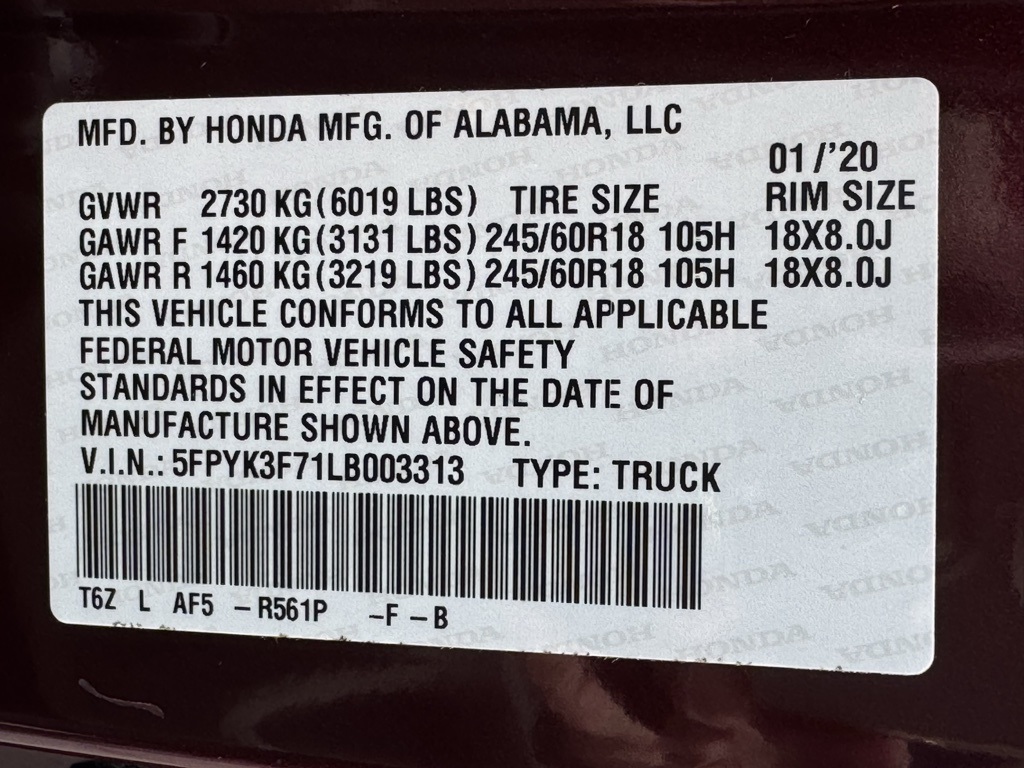 MFD. BY HONDA MFG. OF ALABAMA, LLC
01/'20
GVWR 2730 KG (6019 LBS) TIRE SIZE RIM SIZE
GAWR F 1420 KG (3131 LBS) 245/60R18 105H 18X8.0J
GAWR R 1460 KG (3219 LBS) 245/60R18 105H 18X8.0J
THIS VEHICLE CONFORMS TO ALL APPLICABLE
FEDERAL MOTOR VEHICLE SAFETY
STANDARDS IN EFFECT ON THE DATE OF
MANUFACTURE SHOWN ABOVE.
V.I.N.: 5FPYK3F71LB003313 TYPE: TRUCK
T6Z L AF5 -R561P -F-B